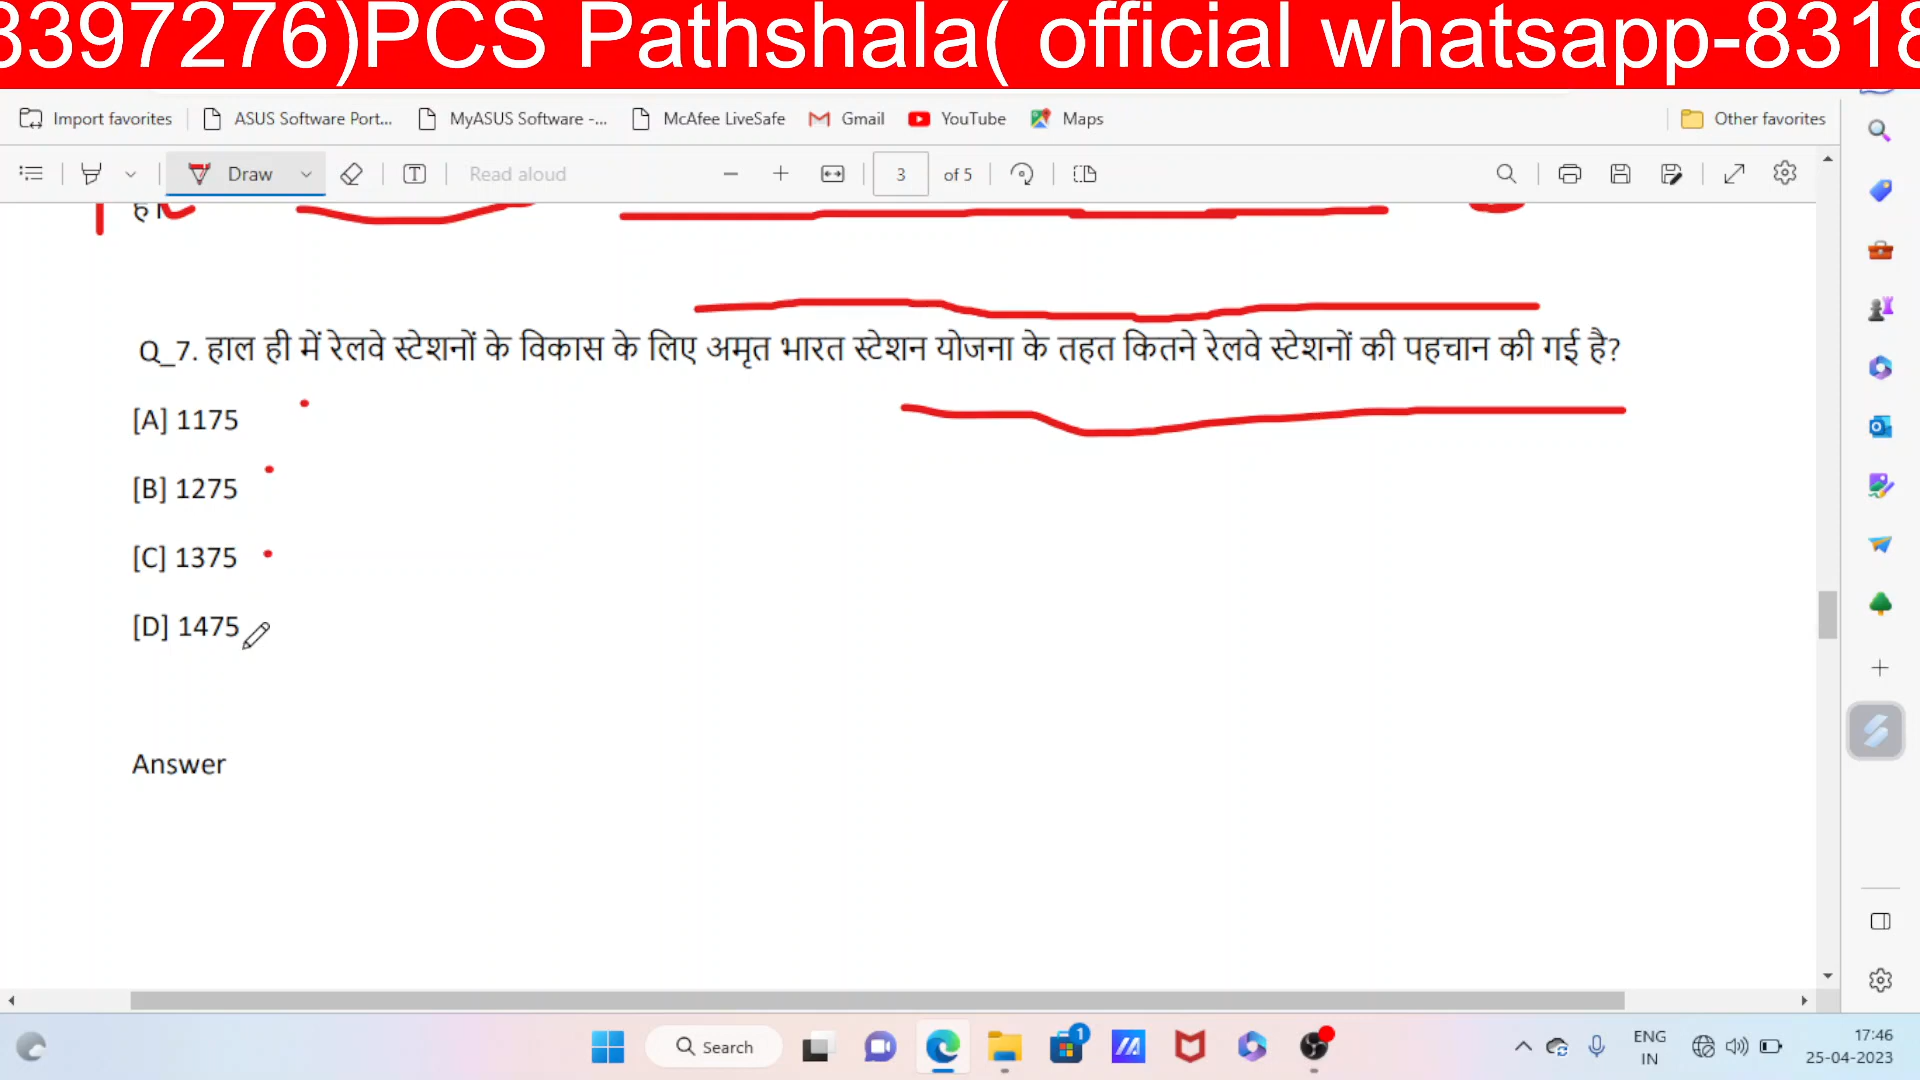 8397276)PCS Pathshala( official whatsapp-8318
Import favorites ASUS Software Port... MyASUS Software -... McAfee LiveSafe Gmail YouTube Maps Other favorites
Draw Read aloud 3 of 5
Q_7. हाल ही में रेलवे स्टेशनों के विकास के लिए अमृत भारत स्टेशन योजना के तहत कितने रेलवे स्टेशनों की पहचान की गई है?
[A] 1175
[B] 1275
[C] 1375
[D] 1475
Answer
Search 1 ENG IN 17:46 25-04-2023